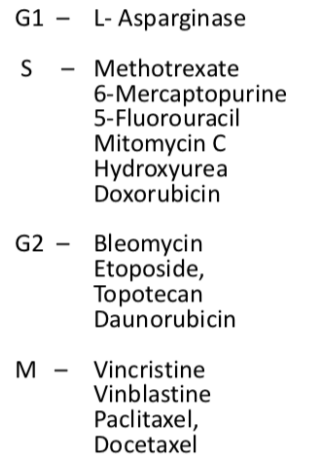 G1 – L- Asparginase
S – Methotrexate
6-Mercaptopurine
5-Fluorouracil
Mitomycin C
Hydroxyurea
Doxorubicin
G2 – Bleomycin
Etoposide,
Topotecan
Daunorubicin
M – Vincristine
Vinblastine
Paclitaxel,
Docetaxel